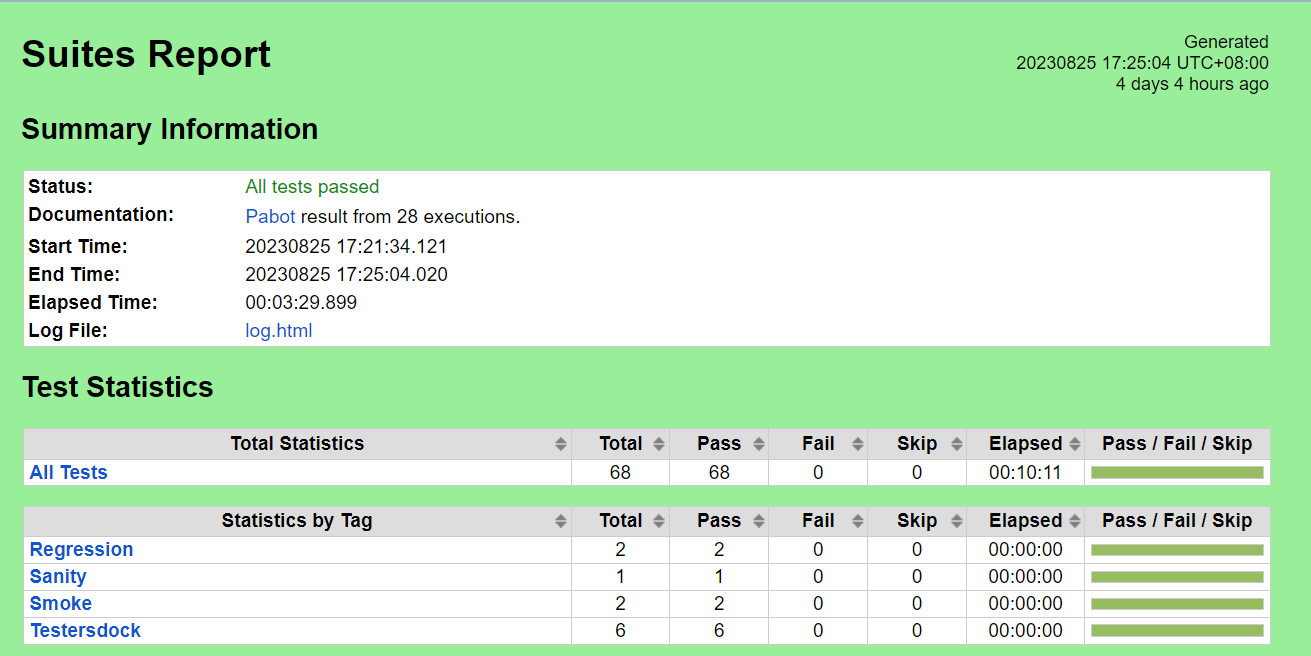 Suites Report
Generated
20230825 17:25:04 UTC+08:00
4 days 4 hours ago
Summary Information
Status: All tests passed
Documentation: Pabot result from 28 executions.
Start Time: 20230825 17:21:34.121
End Time: 20230825 17:25:04.020
Elapsed Time: 00:03:29.899
Log File: log.html
Test Statistics
Total Statistics Total Pass Fail Skip Elapsed Pass / Fail / Skip
All Tests 68 68 0 0 00:10:11
Statistics by Tag Total Pass Fail Skip Elapsed Pass / Fail / Skip
Regression 2 2 0 0 00:00:00
Sanity 1 1 0 0 00:00:00
Smoke 2 2 0 0 00:00:00
Testersdock 6 6 0 0 00:00:00